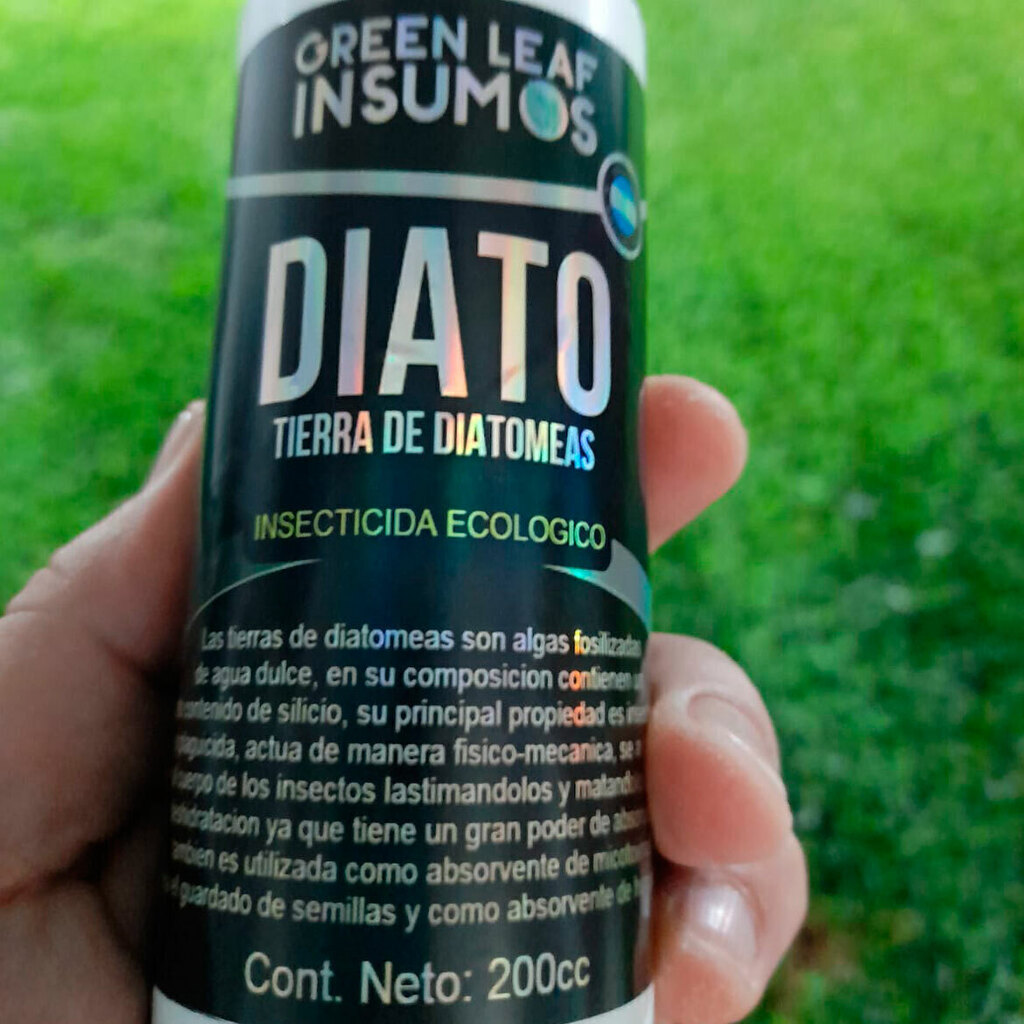 GREEN LEAF
INSUMOS
DIATO
TIERRA DE DIATOMEAS
INSECTICIDA ECOLOGICO
Las tierras de diatomeas son algas fosilizadas
de agua dulce, en su composicion contienen
de silicio, su principal propiedad es
actua de manera fisico-mecanica, se
de los insectos lastimandolos y
ya que tiene un gran poder de
es utilizada como absorvente de
guardado de semillas y como absorvente de
Cont. Neto: 200cc